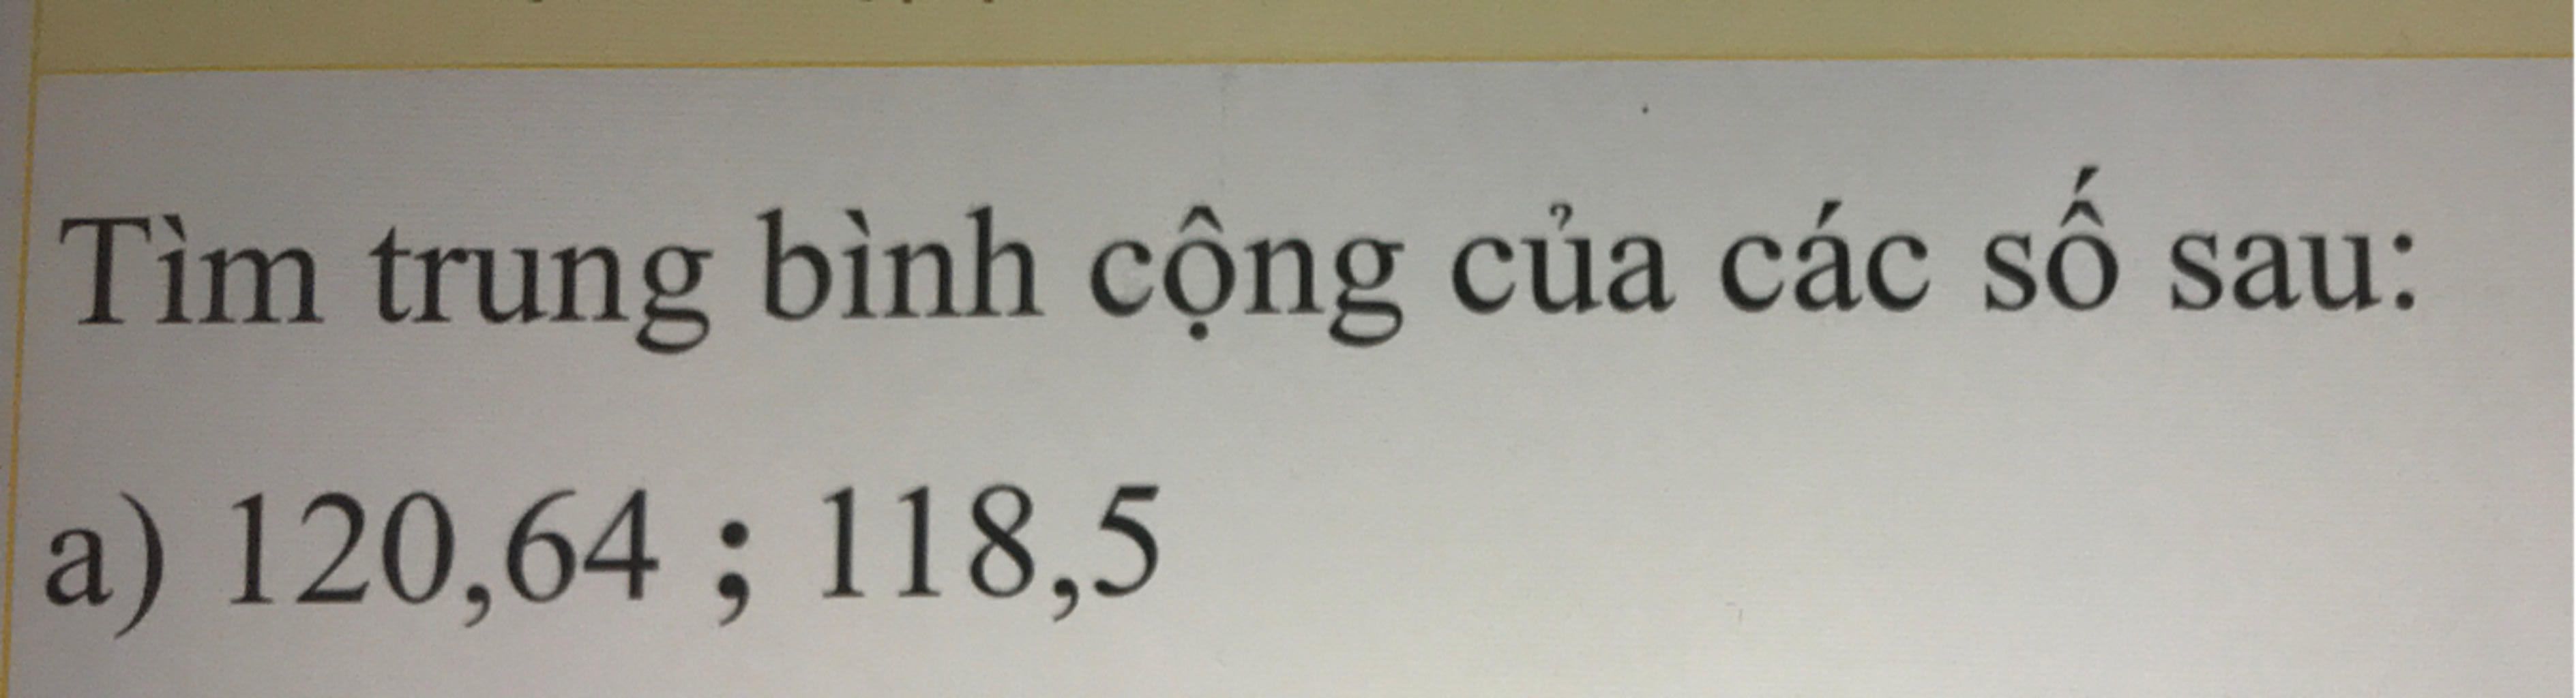 Tìm trung bình cộng của các số sau:
a) 120,64 ; 118,5